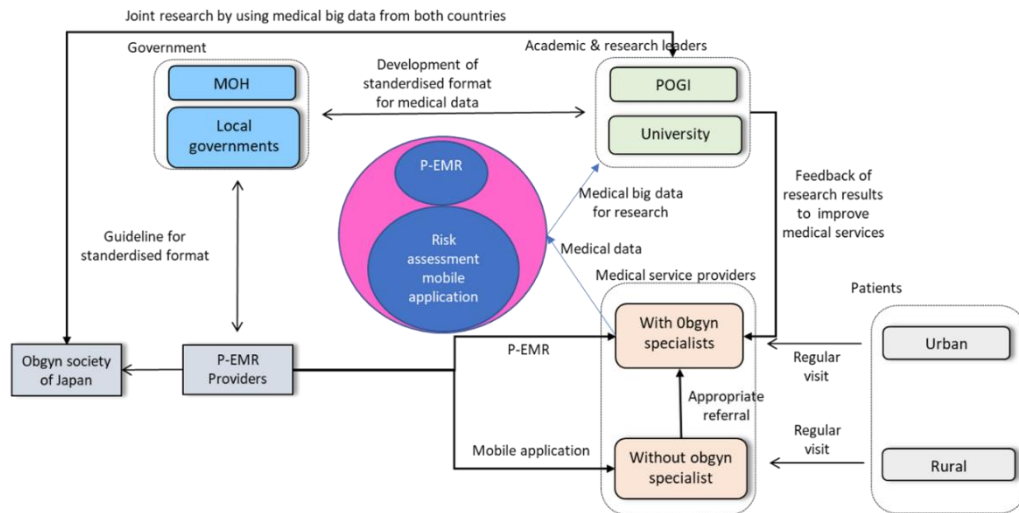 Joint research by using medical big data from both countries
Government
Academic & research leaders
MOH
Local
governments
Development of
standardised format
for medical data
POGI
University
P-EMR
Risk
assessment
mobile
application
Medical big data
for research
Medical data
Feedback of
research results
to improve
medical services
Guideline for
standardised format
Medical service providers
Patients
With 0bgyn
specialists
Urban
Regular
visit
P-EMR
Obgyn society
of Japan
P-EMR
Providers
Appropriate
referral
Regular
visit
Mobile application
Without obgyn
specialist
Rural